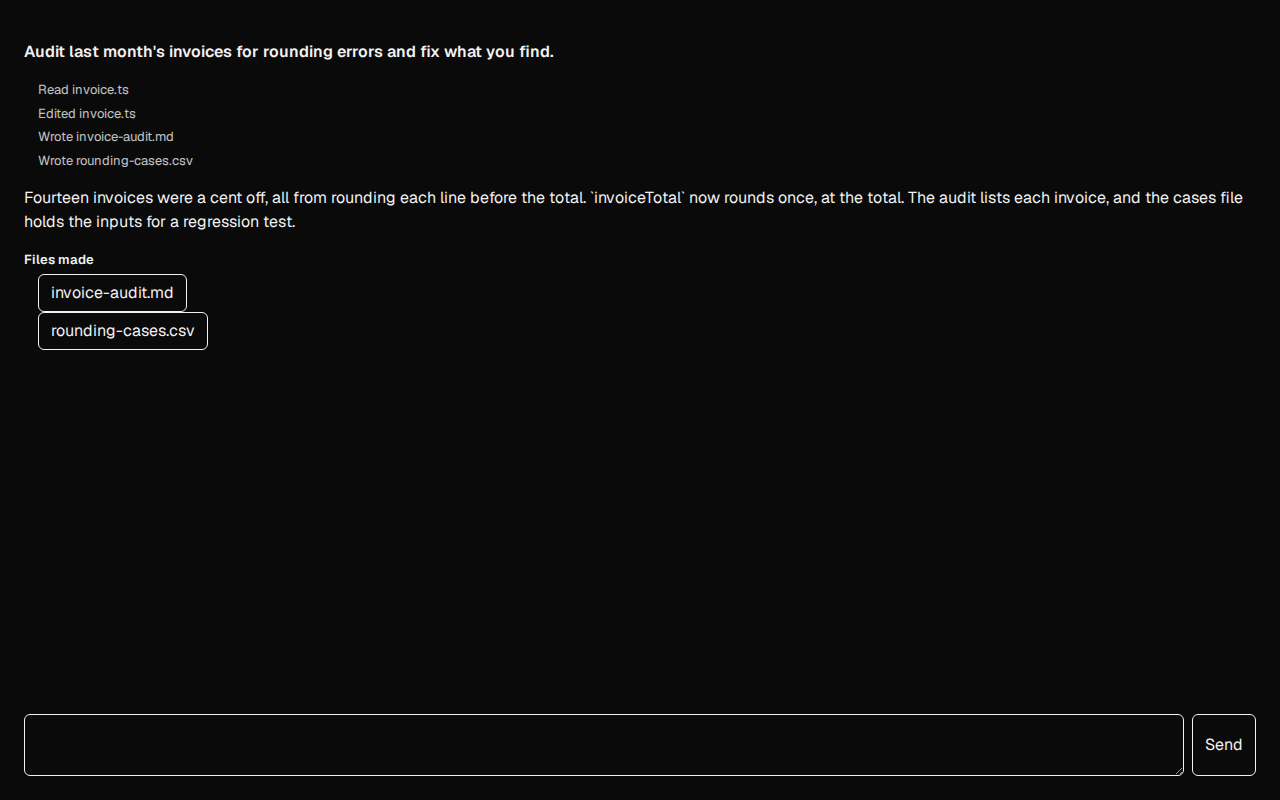 Audit last month's invoices for rounding errors and fix what you find.
Read invoice.ts
Edited invoice.ts
Wrote invoice-audit.md
Wrote rounding-cases.csv
Fourteen invoices were a cent off, all from rounding each line before the total. `invoiceTotal` now rounds once, at the total. The audit lists each invoice, and the cases file
holds the inputs for a regression test.
Files made
invoice-audit.md
rounding-cases.csv
Send